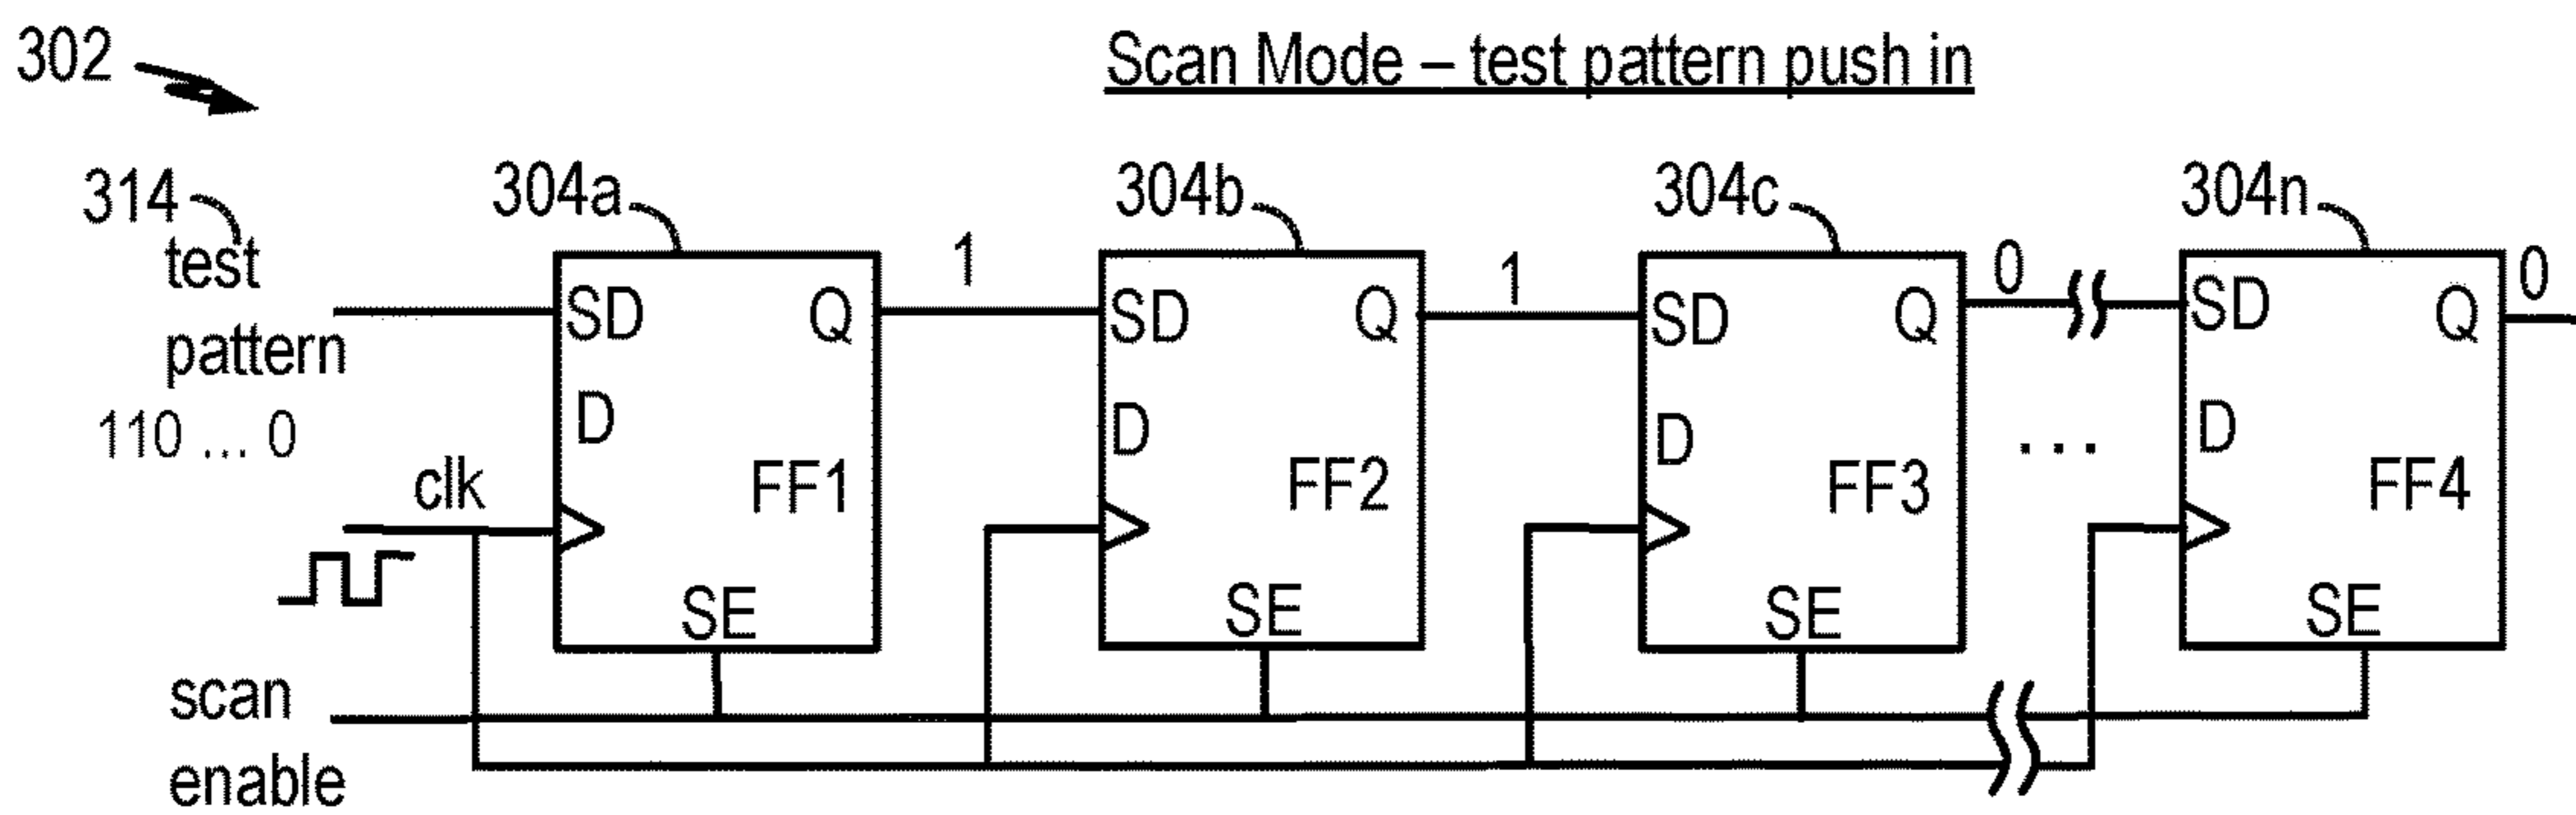 302
Scan Mode – test pattern push in
314
304a
304b
304c
304n
test
pattern
110 ... 0
1
1
0
0
SD
Q
D
FF1
SE
SD
Q
D
FF2
SE
SD
Q
D
FF3
SE
...
SD
Q
D
FF4
SE
clk
scan
enable